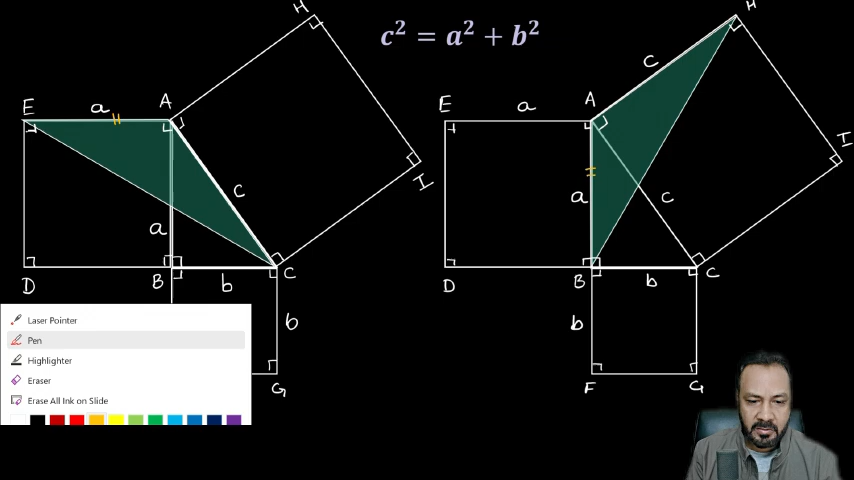 c² = a² + b²
H
E a A
C
I
a
D B b C
b
G
Laser Pointer
Pen
Highlighter
Eraser
Erase All Ink on Slide
H
C
A
E a
I
a C
D B b C
b
F G